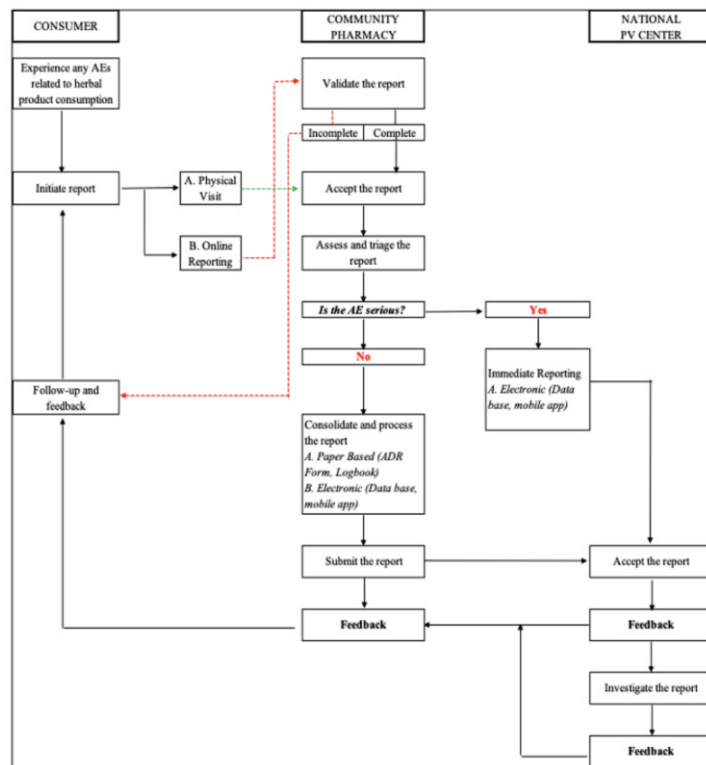 CONSUMER
COMMUNITY
PHARMACY
NATIONAL
PV CENTER
Experience any AEs
related to herbal
product consumption
Validate the report
Incomplete
Complete
Initiate report
A. Physical
Visit
Accept the report
B. Online
Reporting
Assess and triage the
report
Is the AE serious?
Yes
No
Immediate Reporting
A. Electronic (Data
base, mobile app)
Follow-up and
feedback
Consolidate and process
the report
A. Paper Based (ADR
Form, Logbook)
B. Electronic (Data base,
mobile app)
Submit the report
Accept the report
Feedback
Feedback
Investigate the report
Feedback